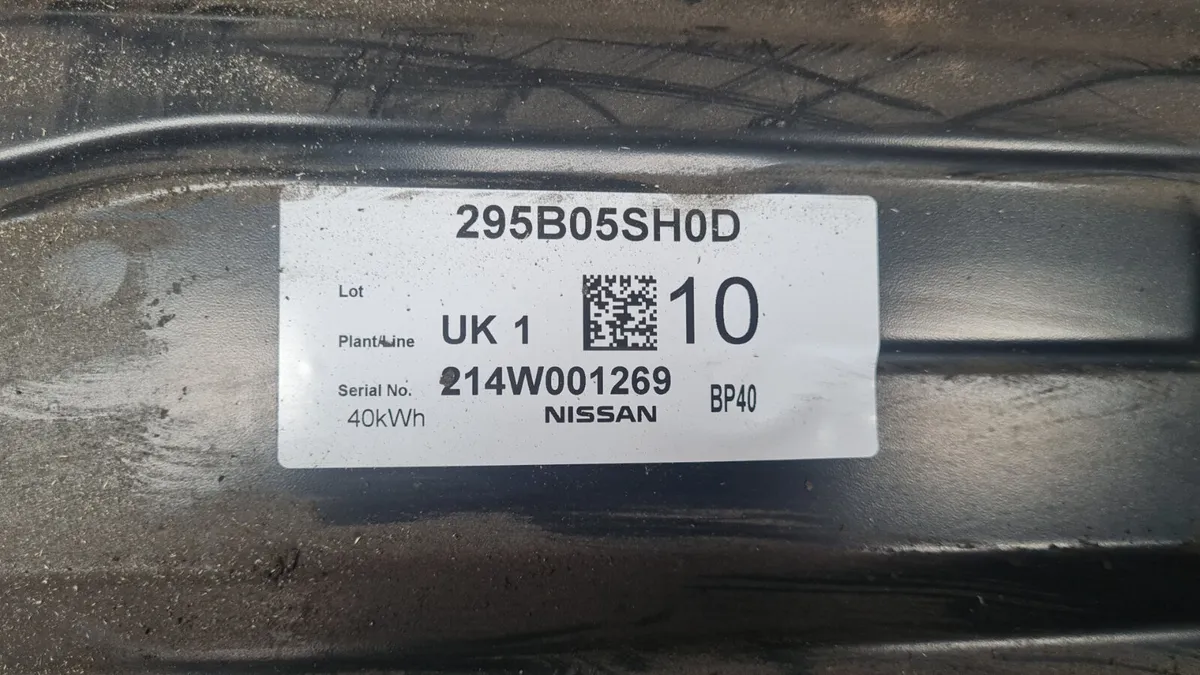 295B05SH0D
Lot
10
Plant/Line UK 1
Serial No. 214W001269
40kWh NISSAN BP40